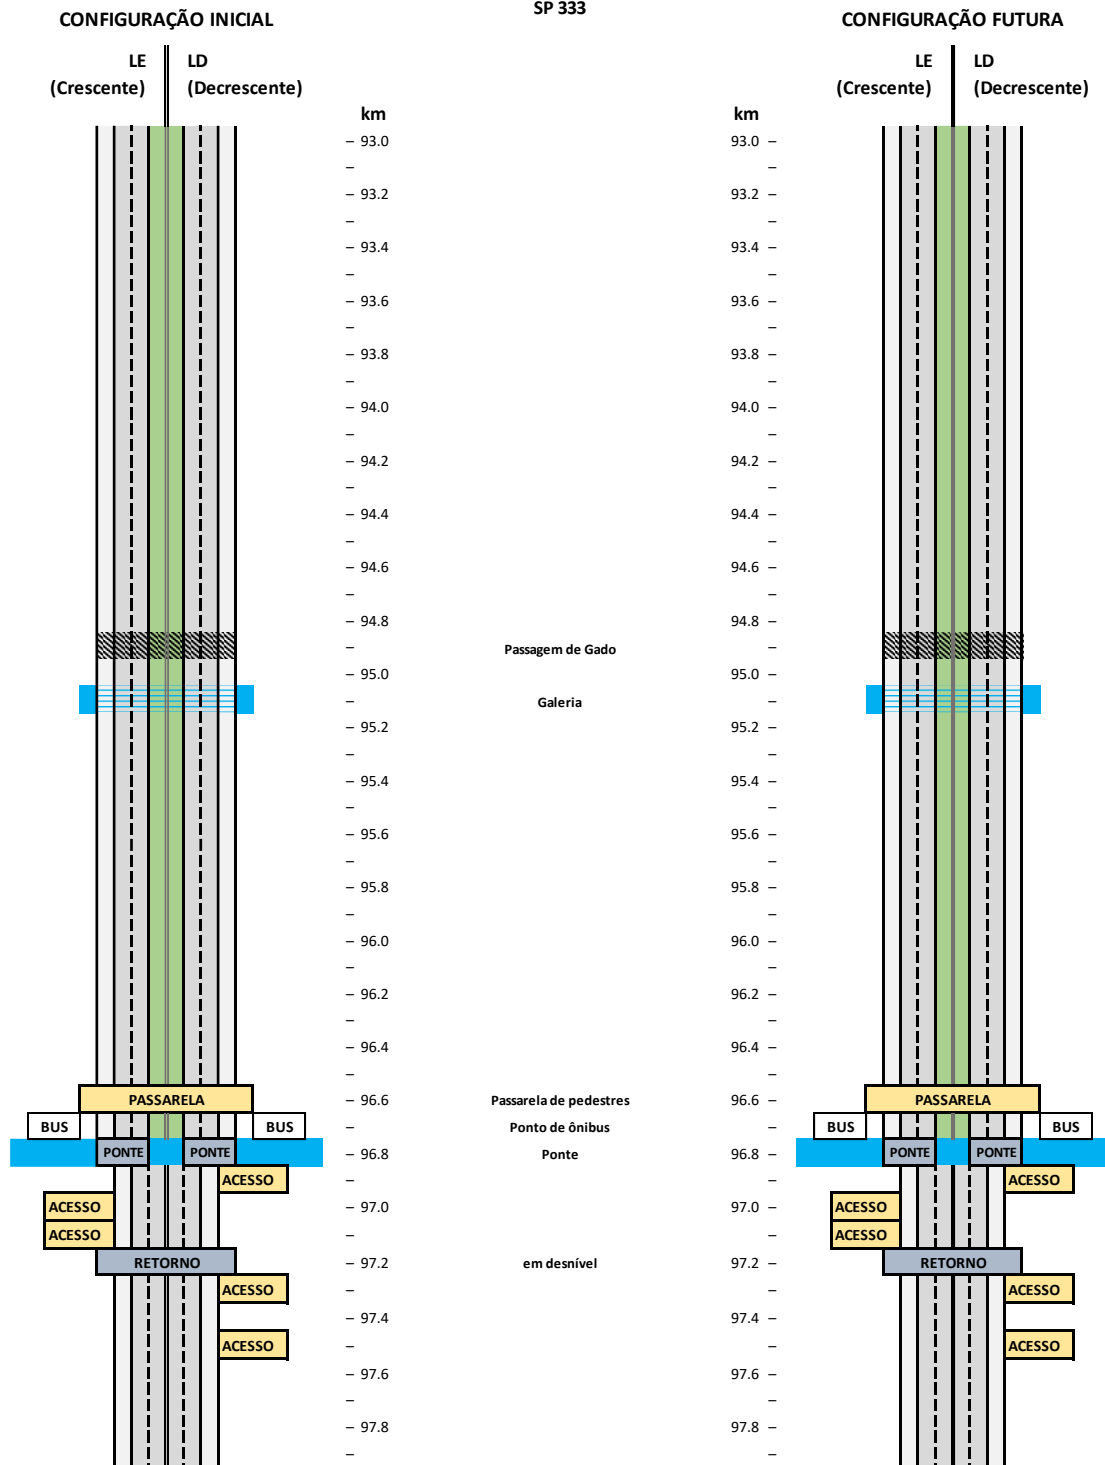 SP 333
CONFIGURAÇÃO INICIAL CONFIGURAÇÃO FUTURA
LE LD LE LD
(Crescente) (Decrescente) (Crescente) (Decrescente)
km km
– 93.0 93.0 –
– –
– 93.2 93.2 –
– –
– 93.4 93.4 –
– –
– 93.6 93.6 –
– –
– 93.8 93.8 –
– –
– 94.0 94.0 –
– –
– 94.2 94.2 –
– –
– 94.4 94.4 –
– –
– 94.6 94.6 –
– –
– 94.8 94.8 –
– Passagem de Gado –
– 95.0 95.0 –
– Galeria –
– 95.2 95.2 –
– –
– 95.4 95.4 –
– –
– 95.6 95.6 –
– –
– 95.8 95.8 –
– –
– 96.0 96.0 –
– –
– 96.2 96.2 –
– –
– 96.4 96.4 –
– –
PASSARELA – 96.6 Passarela de pedestres 96.6 – PASSARELA
BUS BUS – Ponto de ônibus – BUS BUS
PONTE PONTE – 96.8 Ponte 96.8 – PONTE PONTE
ACESSO – – ACESSO
ACESSO – 97.0 97.0 – ACESSO
ACESSO – – ACESSO
RETORNO – 97.2 em desnível 97.2 – RETORNO
ACESSO – – ACESSO
– 97.4 97.4 –
ACESSO – – ACESSO
– 97.6 97.6 –
– –
– 97.8 97.8 –
– –